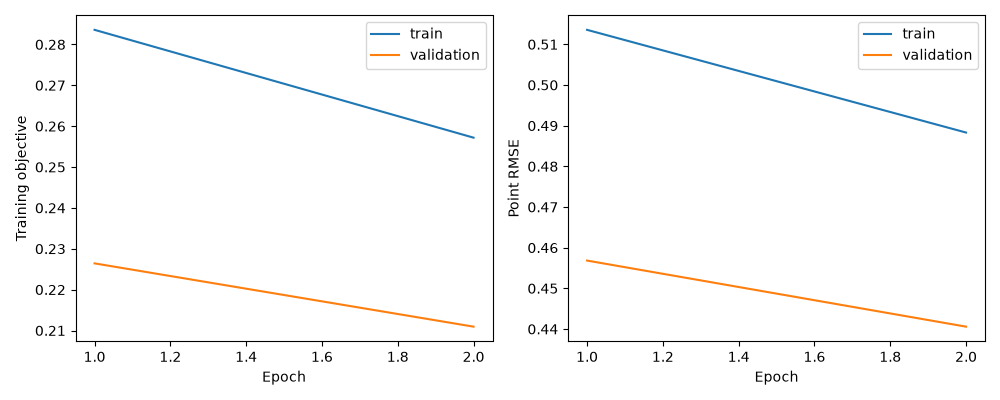 train
validation
0.28
0.27
0.26
0.25
0.24
0.23
0.22
0.21
Training objective
1.0 1.2 1.4 1.6 1.8 2.0
Epoch
train
validation
0.51
0.50
0.49
0.48
0.47
0.46
0.45
0.44
Point RMSE
1.0 1.2 1.4 1.6 1.8 2.0
Epoch